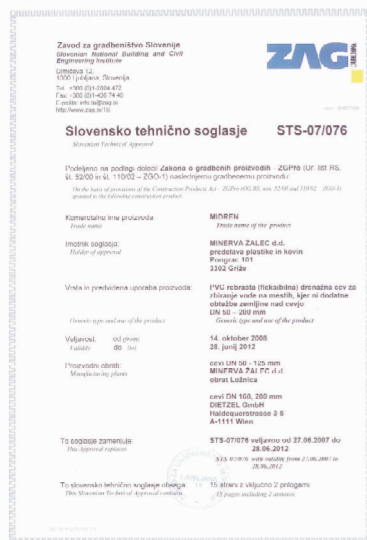 Zavod za gradbeništvo Slovenije
Slovenian National Building and Civil
Engineering Institute
Dimičeva 12,
1000 Ljubljana, Slovenija
Tel.: +386 (0)1-2804 472
Fax: +386 (0)1-436 74 49
http://www.zag.si
ZAG
LJUBLJANA
Slovensko tehnično soglasje STS-07/076
Slovenian Technical Approval
Podeljeno na podlagi določil Zakona o gradbenih proizvodih - ZGPro (Ur. list RS,
št. 52/00 in št. 110/02 – ZGO-1) naslednjemu gradbenemu proizvodu:
On the basis of provisions of the Construction Products Act - ZGPro (OG RS, nos. 52/00 and 110/02 - ZGO-1)
granted to the following construction product:
Komercialno ime proizvoda MIDREN
Trade name Trade name of the product
Imetnik soglasja: MINERVA ŽALEC d.d.
Holder of approval predelava plastike in kovin
Pongrac 101
3302 Griže
Vrsta in predvidena uporaba proizvoda: PVC rebrasta (fleksibilna) drenažna cev za
zbiranje vode na mestih, kjer ni dodatne
obtežbe zemljine nad cevjo
DN 50 – 200 mm
Generic type and use of the product Generic type and use of the product
Veljavnost: od (from) 14. oktober 2008
Validity do (to) 28. junij 2012
Proizvodni obrati: cevi DN 50 - 125 mm
Manufacturing plants MINERVA ŽALEC d.d.
obrat Ložnica
cevi DN 160, 200 mm
DIETZEL GmbH
Haidequerstrasse 3 5
A-1111 Wien
To soglasje zamenjuje STS-07/076 veljavno od 27.06.2007 do
This Approval replaces 28.06.2012
STS 07/076 with validity from 27.06.2007 to
28.06.2012
To slovensko tehnično soglasje obsega 15 strani z vključno 2 prilogami
This Slovenian Technical Approval contains 15 pages including 2 annexes
LJUBLJANA